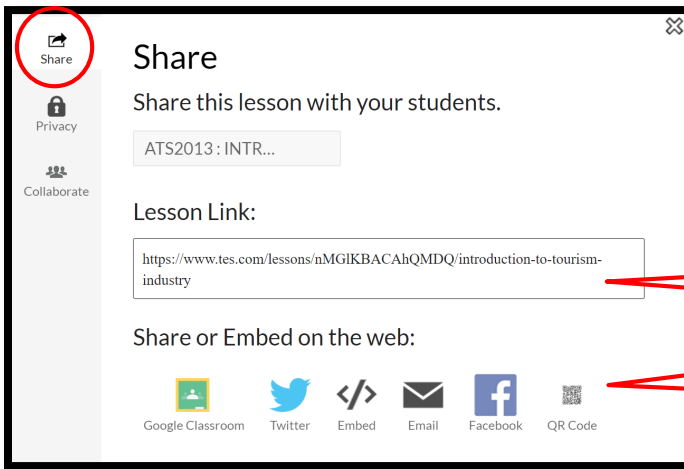 Share
Privacy
Collaborate
Share
Share this lesson with your students.
ATS2013 : INTR...
Lesson Link:
https://www.tes.com/lessons/nMGlKBACAhQMDQ/introduction-to-tourism-
industry
Share or Embed on the web:
Google Classroom Twitter Embed Email Facebook QR Code